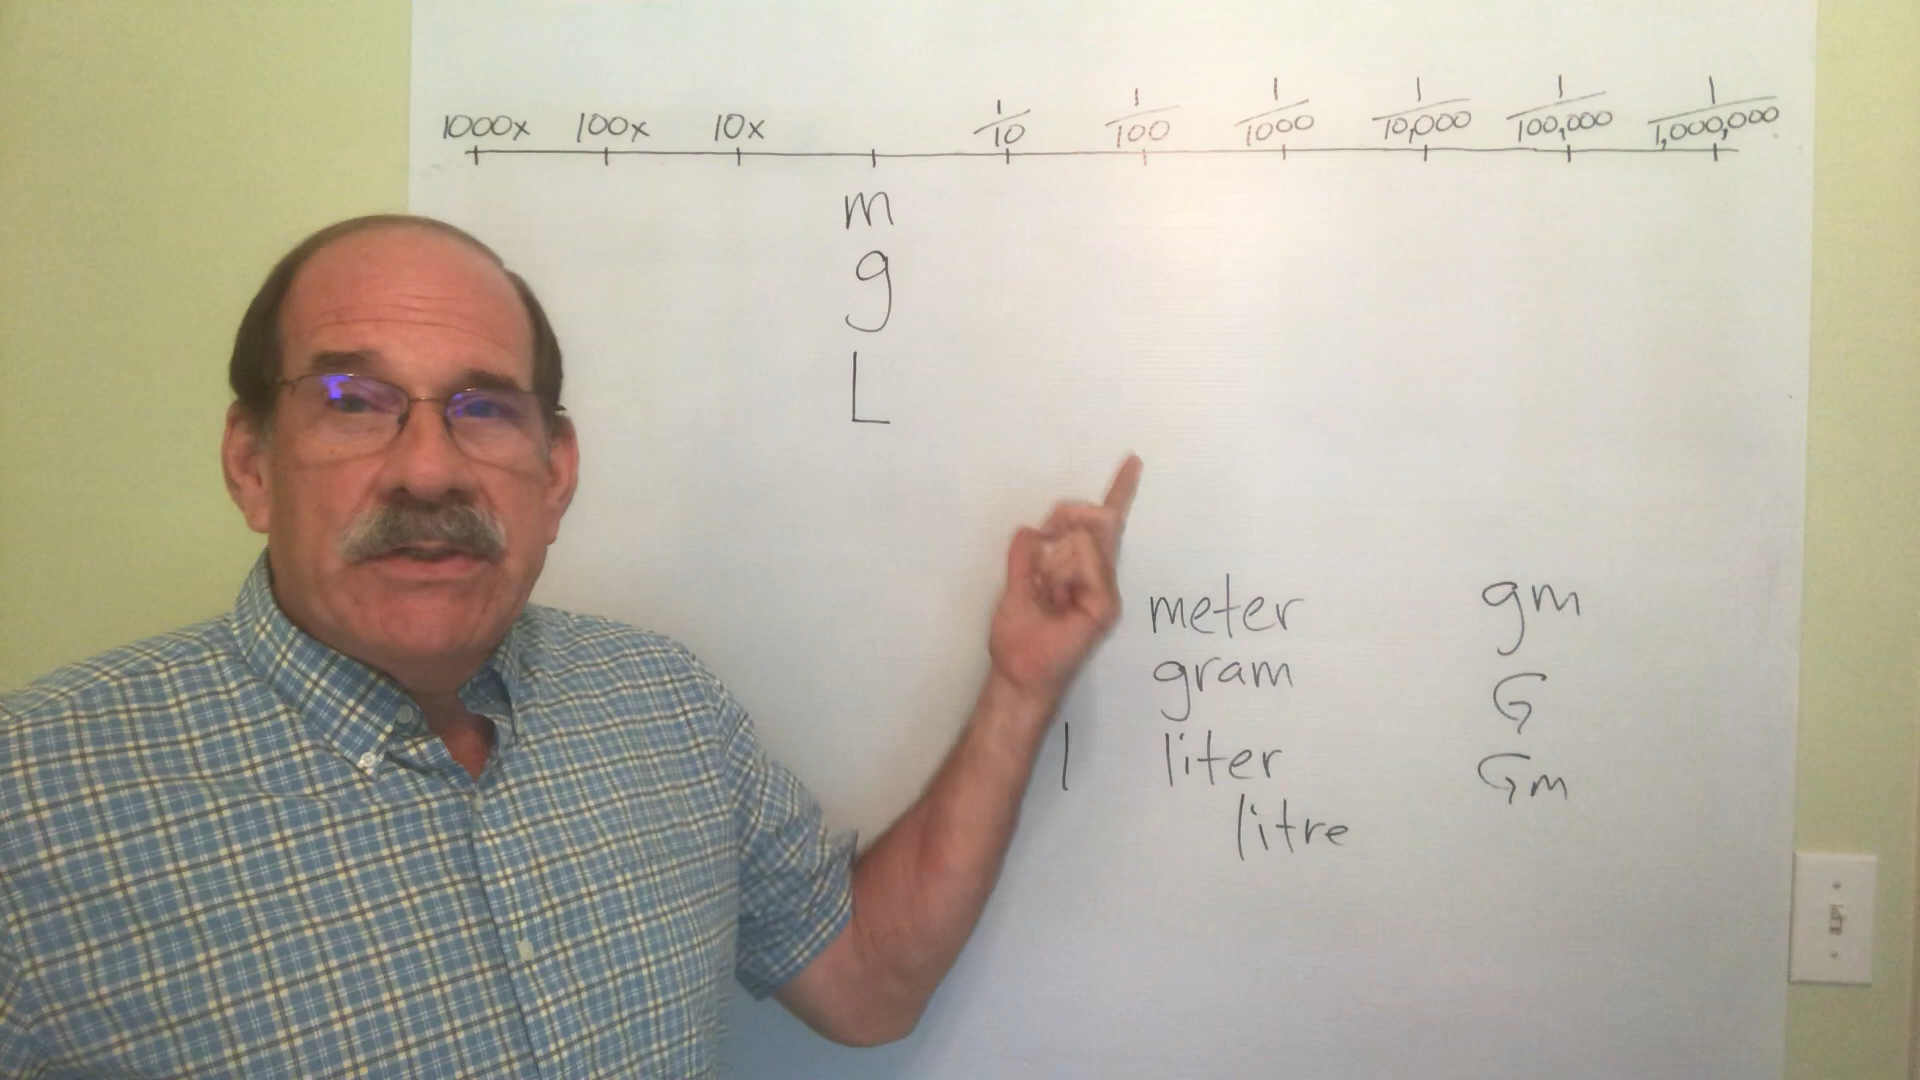 1000x 100x 10x 1/10 1/100 1/1000 1/10,000 1/100,000 1/1,000,000
m
g
L
meter gm
gram G
l liter Gm
litre